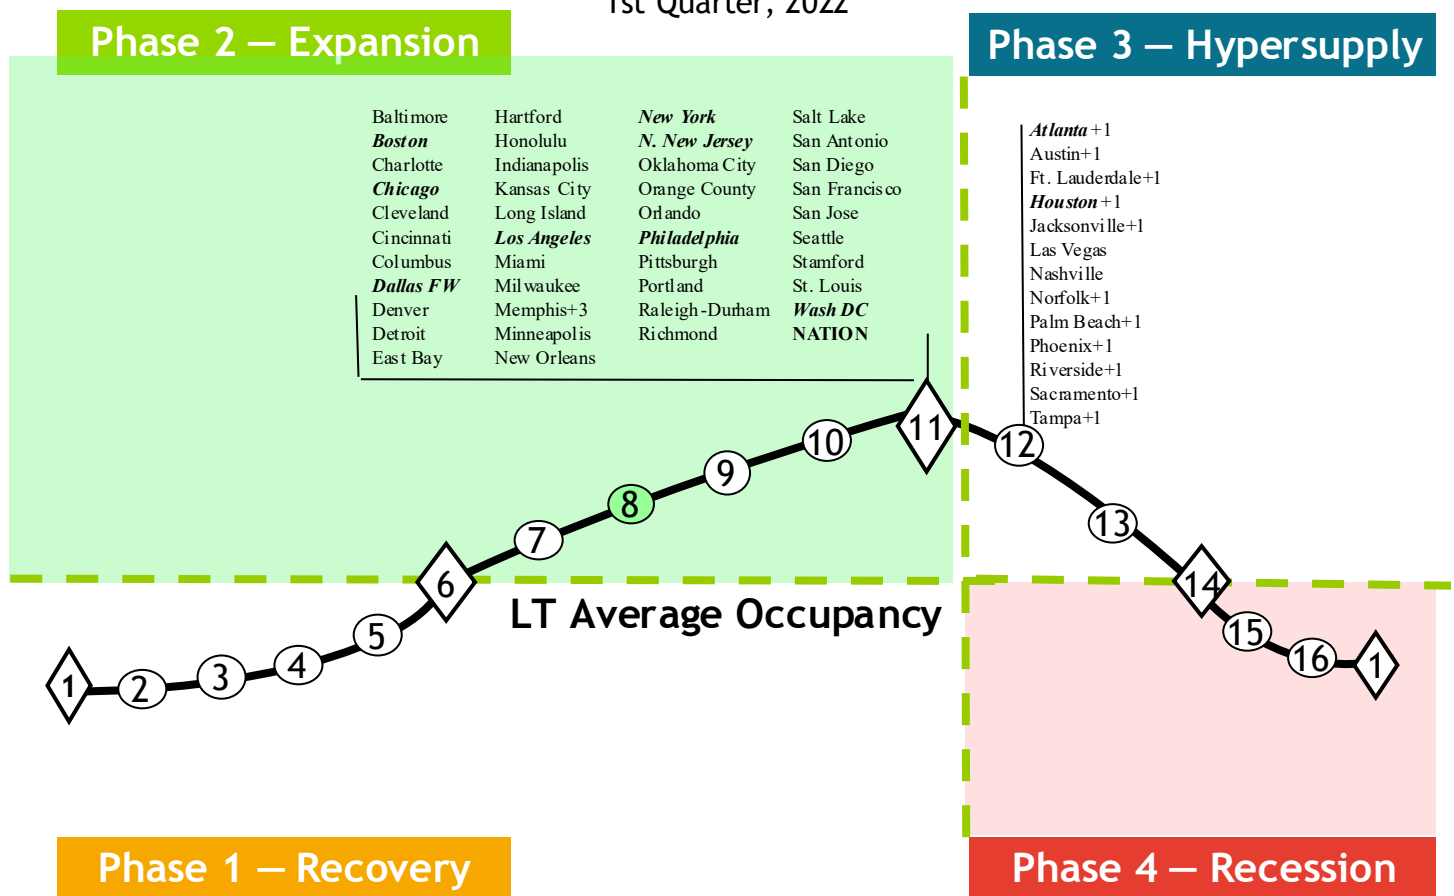 1st Quarter, 2022
Phase 2 — Expansion
Phase 3 — Hypersupply
Baltimore
Boston
Charlotte
Chicago
Cleveland
Cincinnati
Columbus
Dallas FW
Denver
Detroit
East Bay
Hartford
Honolulu
Indianapolis
Kansas City
Long Island
Los Angeles
Miami
Milwaukee
Memphis+3
Minneapolis
New Orleans
New York
N. New Jersey
Oklahoma City
Orange County
Orlando
Philadelphia
Pittsburgh
Portland
Raleigh-Durham
Richmond
Salt Lake
San Antonio
San Diego
San Francisco
San Jose
Seattle
Stamford
St. Louis
Wash DC
NATION
Atlanta+1
Austin+1
Ft. Lauderdale+1
Houston+1
Jacksonville+1
Las Vegas
Nashville
Norfolk+1
Palm Beach+1
Phoenix+1
Riverside+1
Sacramento+1
Tampa+1
1
2
3
4
5
6
7
8
9
10
11
12
13
14
15
16
1
LT Average Occupancy
Phase 1 — Recovery
Phase 4 — Recession